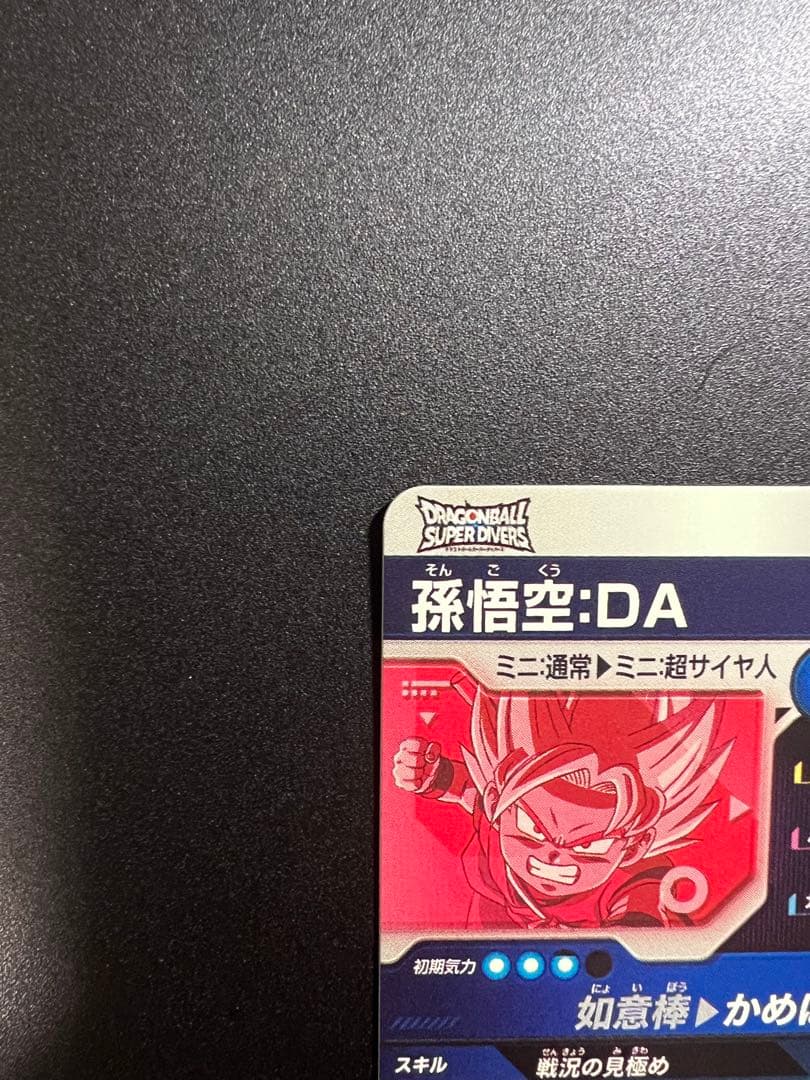 DRAGONBALL
SUPER DIVERS
そんごくう
孫悟空:DA
ミニ:通常▶ミニ:超サイヤ人
初期気力
にょいぼう
如意棒▶かめ
せんきょう みきわ
スキル 戦況の見極め